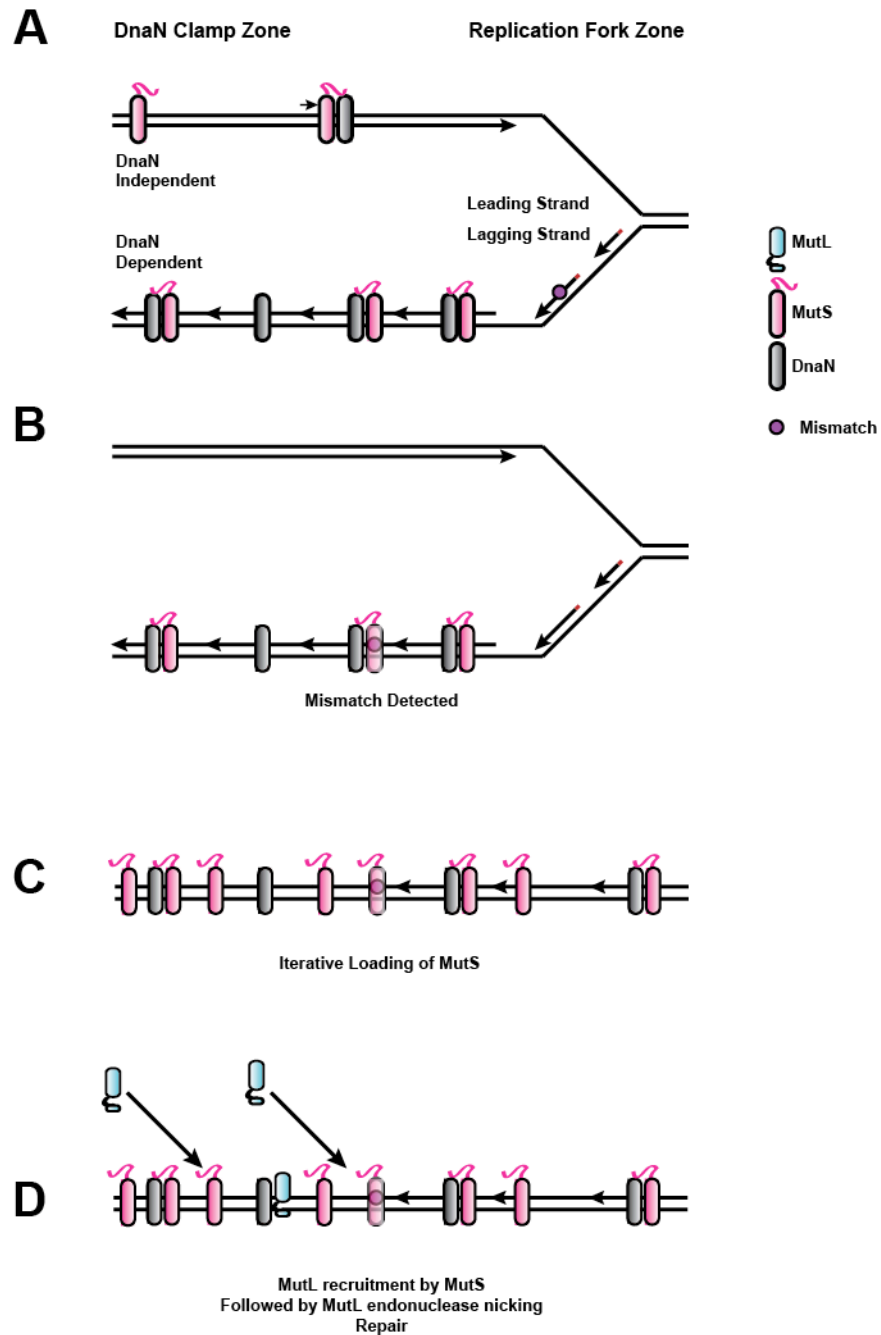 A
DnaN Clamp Zone
Replication Fork Zone
DnaN
Independent
Leading Strand
Lagging Strand
DnaN
Dependent
MutL
MutS
DnaN
Mismatch
B
Mismatch Detected
C
Iterative Loading of MutS
D
MutL recruitment by MutS
Followed by MutL endonuclease nicking
Repair